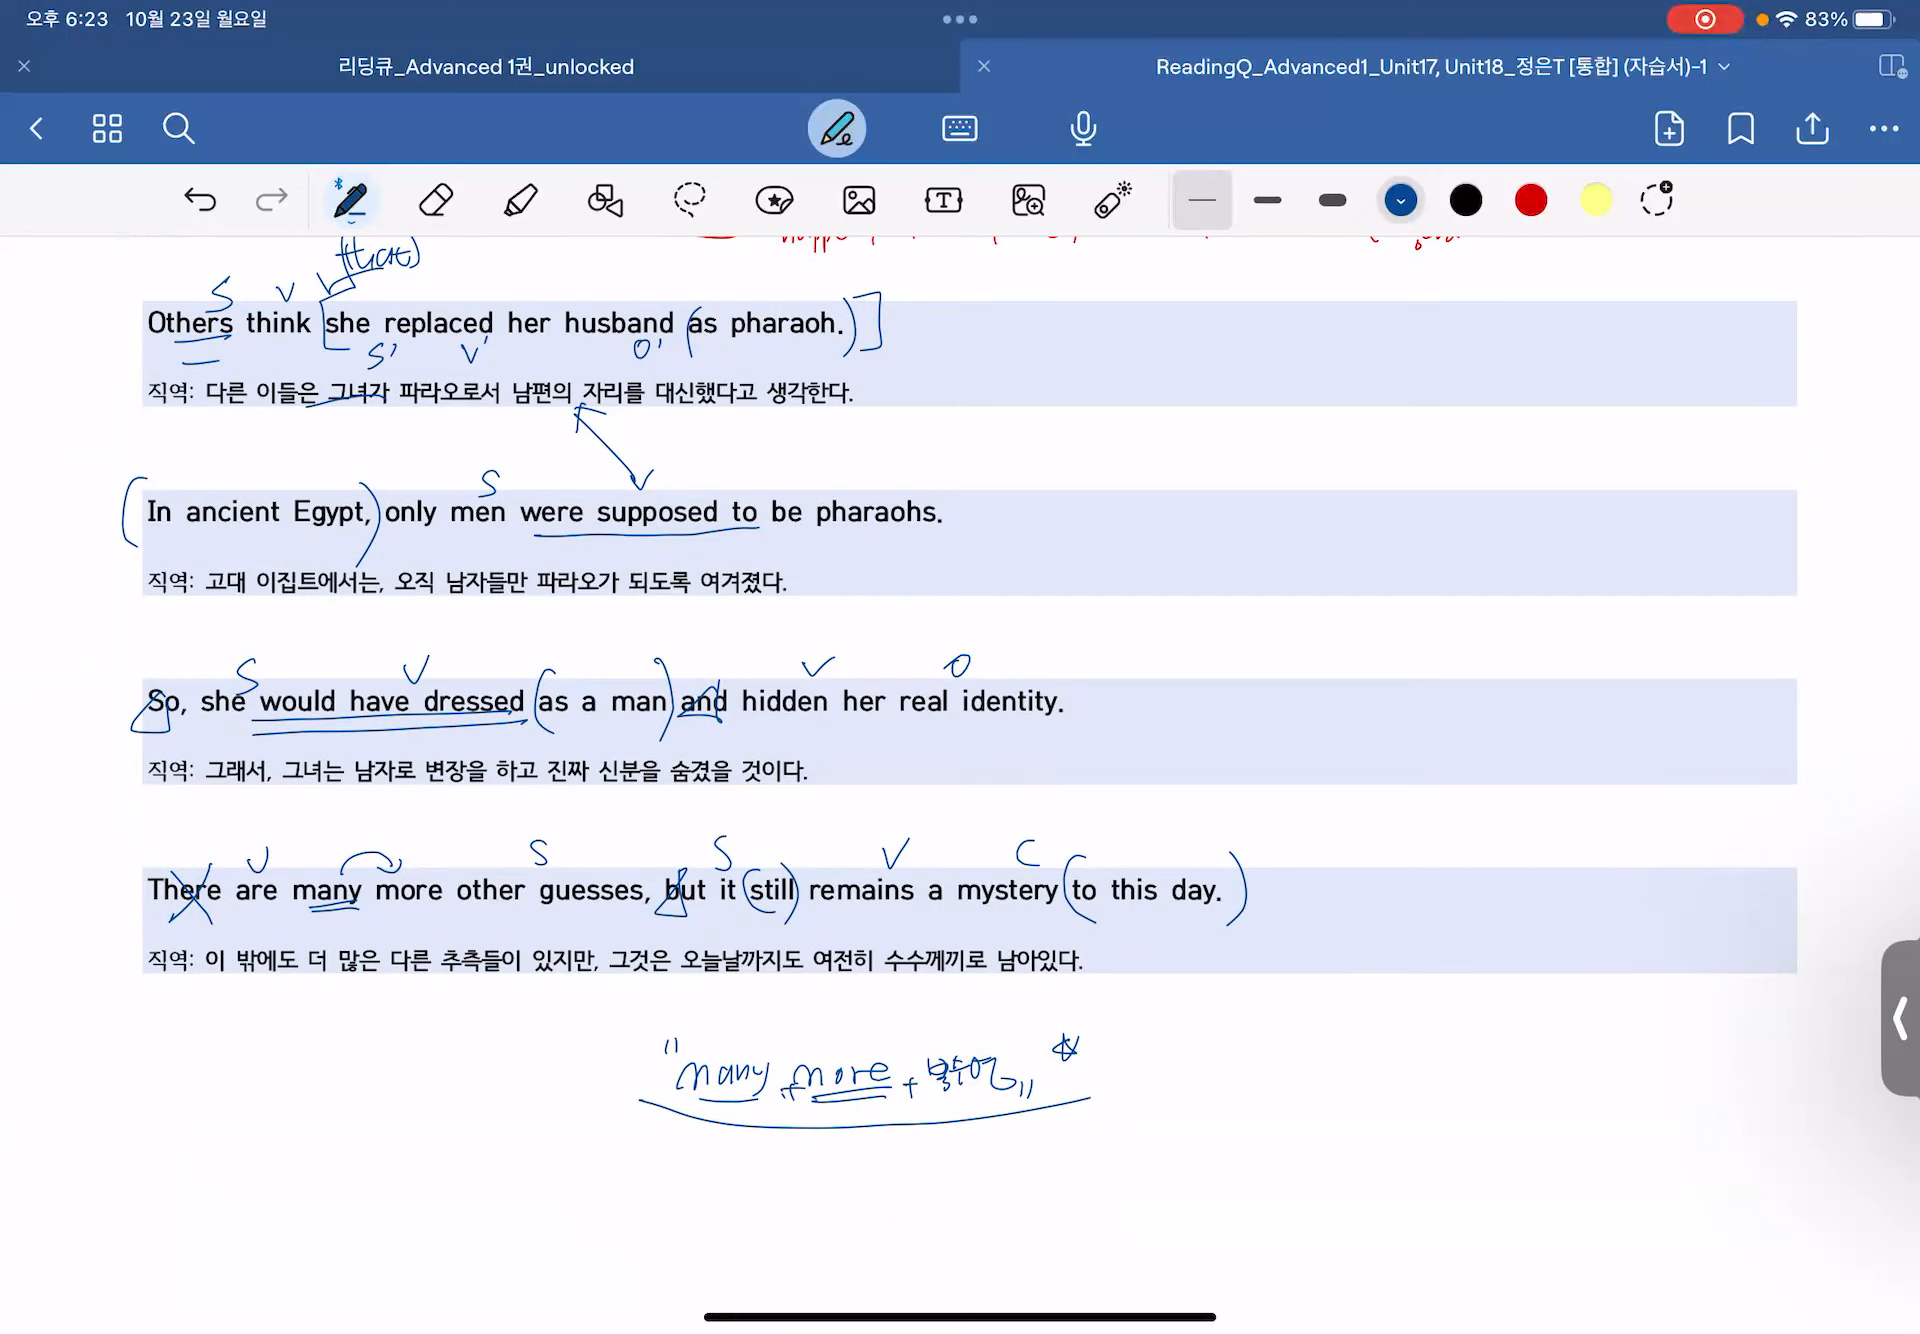 오후 6:23 10월 23일 월요일
83%
리딩큐_Advanced 1권_unlocked
ReadingQ_Advanced1_Unit17, Unit18_정은T [통합] (자습서)-1
(that)
S V
Others think [she replaced her husband (as pharaoh.)]
S' V' O'
직역: 다른 이들은 그녀가 파라오로서 남편의 자리를 대신했다고 생각한다.
S V
(In ancient Egypt,) only men were supposed to be pharaohs.
직역: 고대 이집트에서는, 오직 남자들만 파라오가 되도록 여겨졌다.
S V V O
So, she would have dressed (as a man) and hidden her real identity.
직역: 그래서, 그녀는 남자로 변장을 하고 진짜 신분을 숨겼을 것이다.
V S S V C
There are many more other guesses, but it (still) remains a mystery (to this day.)
직역: 이 밖에도 더 많은 다른 추측들이 있지만, 그것은 오늘날까지도 여전히 수수께끼로 남아있다.
"many + more + 복수명"